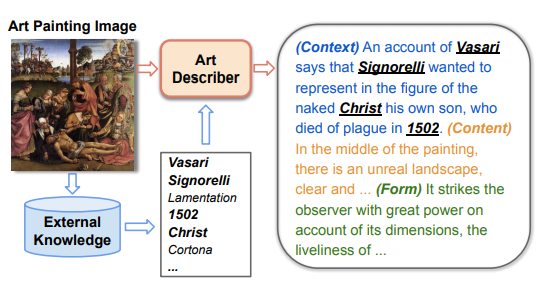 Art Painting Image
Art
Describer
External
Knowledge
Vasari
Signorelli
Lamentation
1502
Christ
Cortona
...
(Context) An account of Vasari
says that Signorelli wanted to
represent in the figure of the
naked Christ his own son, who
died of plague in 1502. (Content)
In the middle of the painting,
there is an unreal landscape,
clear and ... (Form) It strikes the
observer with great power on
account of its dimensions, the
liveliness of ...